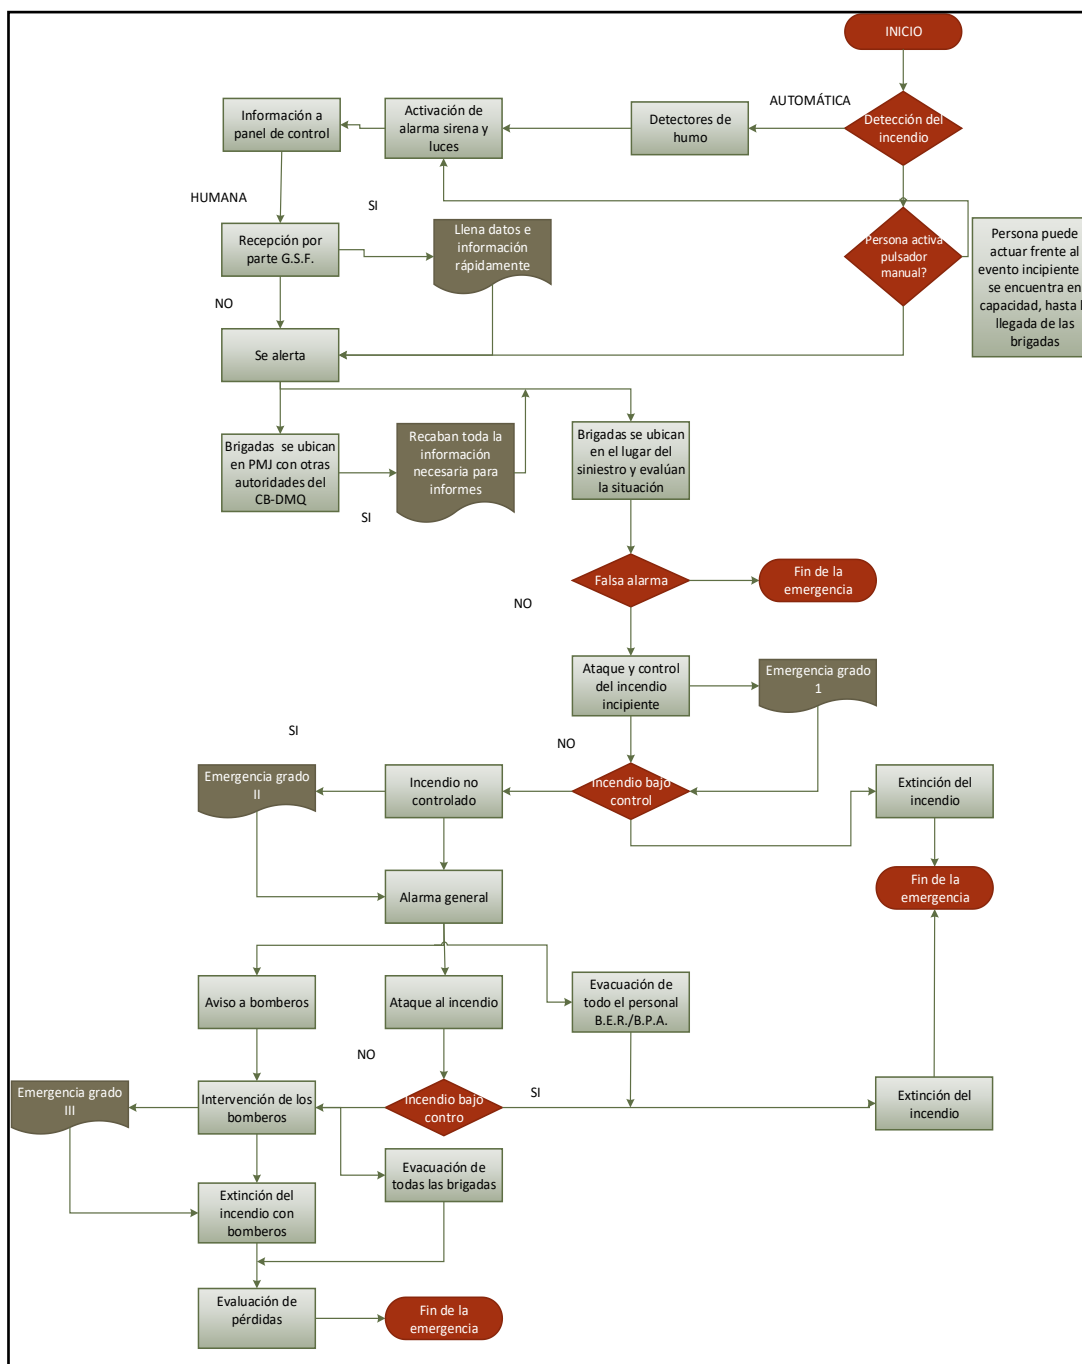 INICIO
AUTOMÁTICA
Detección del
incendio
Detectores de
humo
Activación de
alarma sirena y
luces
Información a
panel de control
HUMANA
SI
Recepción por
parte G.S.F.
Llena datos e
información
rápidamente
Persona activa
pulsador
manual?
Persona puede
actuar frente al
evento incipiente
se encuentra en
capacidad, hasta
llegada de las
brigadas
NO
Se alerta
Brigadas se ubican
en PMJ con otras
autoridades del
CB-DMQ
Recaban toda la
información
necesaria para
informes
SI
Brigadas se ubican
en el lugar del
siniestro y evalúan
la situación
Falsa alarma
Fin de la
emergencia
NO
Ataque y control
del incendio
incipiente
Emergencia grado
1
SI
NO
Emergencia grado
II
Incendio no
controlado
Incendio bajo
control
Extinción del
incendio
Alarma general
Fin de la
emergencia
Aviso a bomberos
Ataque al incendio
Evacuación de
todo el personal
B.E.R./B.P.A.
NO
SI
Emergencia grado
III
Intervención de los
bomberos
Incendio bajo
contro
Extinción del
incendio
Evacuación de
todas las brigadas
Extinción del
incendio con
bomberos
Evaluación de
pérdidas
Fin de la
emergencia